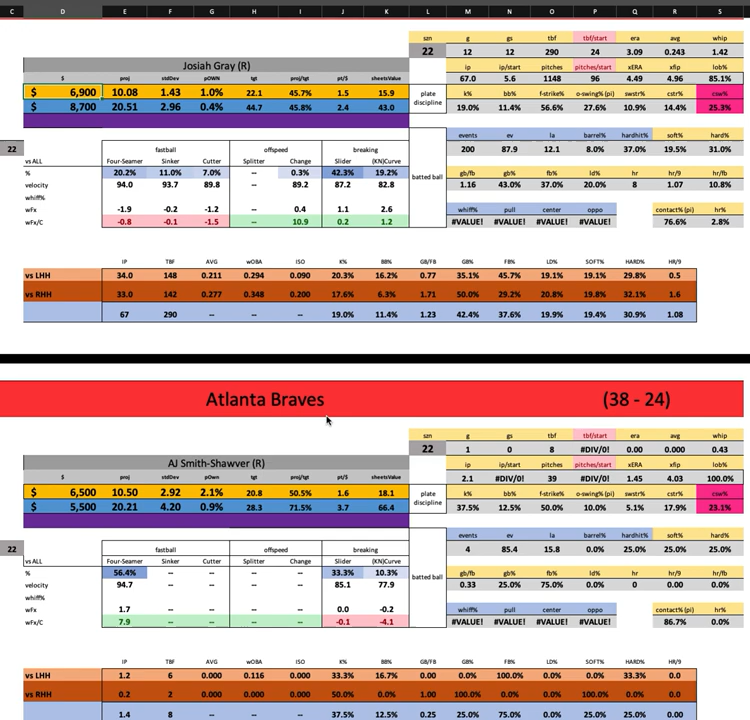 C D E F G H I J K L M N O P Q R S
szn g gs tbf tbf/start era avg whip
22 12 12 290 24 3.09 0.243 1.42
Josiah Gray (R) ip ip/start pitches pitches/start xERA xfip lob%
$ proj stdDev pOWN tgt proj/tgt pt/$ sheetsValue 67.0 5.6 1148 96 4.49 4.96 85.1%
$ 6,900 10.08 1.43 1.0% 22.1 45.7% 1.5 15.9 plate discipline k% bb% f-strike% o-swing% (pi) swstr% cstr% csw%
$ 8,700 20.51 2.96 0.4% 44.7 45.8% 2.4 43.0 19.0% 11.4% 56.6% 27.6% 10.9% 14.4% 25.3%
events ev la barrel% hardhit% soft% hard%
22 fastball offspeed breaking 200 87.9 12.1 8.0% 37.0% 19.5% 31.0%
vs ALL Four-Seamer Sinker Cutter Splitter Change Slider (KN)Curve batted ball
% 20.2% 11.0% 7.0% -- 0.3% 42.3% 19.2% gb/fb gb% fb% ld% hr hr/9 hr/fb
velocity 94.0 93.7 89.8 -- 89.2 87.2 82.8 1.16 43.0% 37.0% 20.0% 8 1.07 10.8%
whiff%
wFx -1.9 -0.2 -1.2 0.4 1.1 2.6 whiff% pull center oppo contact% (pi) hr%
wFx/C -0.8 -0.1 -1.5 -- 10.9 0.2 1.2 #VALUE! #VALUE! #VALUE! #VALUE! 76.6% 2.8%
IP TBF AVG wOBA ISO K% BB% GB/FB GB% FB% LD% SOFT% HARD% HR/9
vs LHH 34.0 148 0.211 0.294 0.090 20.3% 16.2% 0.77 35.1% 45.7% 19.1% 19.1% 29.8% 0.5
vs RHH 33.0 142 0.277 0.348 0.200 17.6% 6.3% 1.71 50.0% 29.2% 20.8% 19.8% 32.1% 1.6
67 290 -- -- -- 19.0% 11.4% 1.23 42.4% 37.6% 19.9% 19.4% 30.9% 1.08
Atlanta Braves (38 - 24)
szn g gs tbf tbf/start era avg whip
22 1 0 8 #DIV/0! 0.00 0.000 0.43
AJ Smith-Shawver (R) ip ip/start pitches pitches/start xERA xfip lob%
$ proj stdDev pOwn tgt proj/tgt pt/$ sheetsValue 2.1 #DIV/0! 39 #DIV/0! 1.45 4.03 100.0%
$ 6,500 10.50 2.92 2.1% 20.8 50.5% 1.6 18.1 plate discipline k% bb% f-strike% o-swing% (pi) swstr% cstr% csw%
$ 5,500 20.21 4.20 0.9% 28.3 71.5% 3.7 66.4 37.5% 12.5% 50.0% 10.0% 5.1% 17.9% 23.1%
events ev la barrel% hardhit% soft% hard%
22 fastball offspeed breaking 4 85.4 15.8 0.0% 25.0% 25.0% 25.0%
vs ALL Four-Seamer Sinker Cutter Splitter Change Slider (KN)Curve batted ball
% 56.4% -- -- -- -- 33.3% 10.3% gb/fb gb% fb% ld% hr hr/9 hr/fb
velocity 94.7 -- -- -- -- 85.1 77.9 0.33 25.0% 75.0% 0.0% 0 0.00 0.0%
whiff%
wFx 1.7 0.0 -0.2 whiff% pull center oppo contact% (pi) hr%
wFx/C 7.9 -- -- -- -- -0.1 -4.1 #VALUE! #VALUE! #VALUE! #VALUE! 86.7% 0.0%
IP TBF AVG wOBA ISO K% BB% GB/FB GB% FB% LD% SOFT% HARD% HR/9
vs LHH 1.2 6 0.000 0.116 0.000 33.3% 16.7% 0.00 0.0% 100.0% 0.0% 0.0% 33.3% 0.0
vs RHH 0.2 2 0.000 0.000 0.000 50.0% 0.0% 1.00 100.0% 0.0% 0.0% 100.0% 0.0% 0.0
1.4 8 -- -- -- 37.5% 12.5% 0.25 25.0% 75.0% 0.0% 25.0% 25.0% 0.00